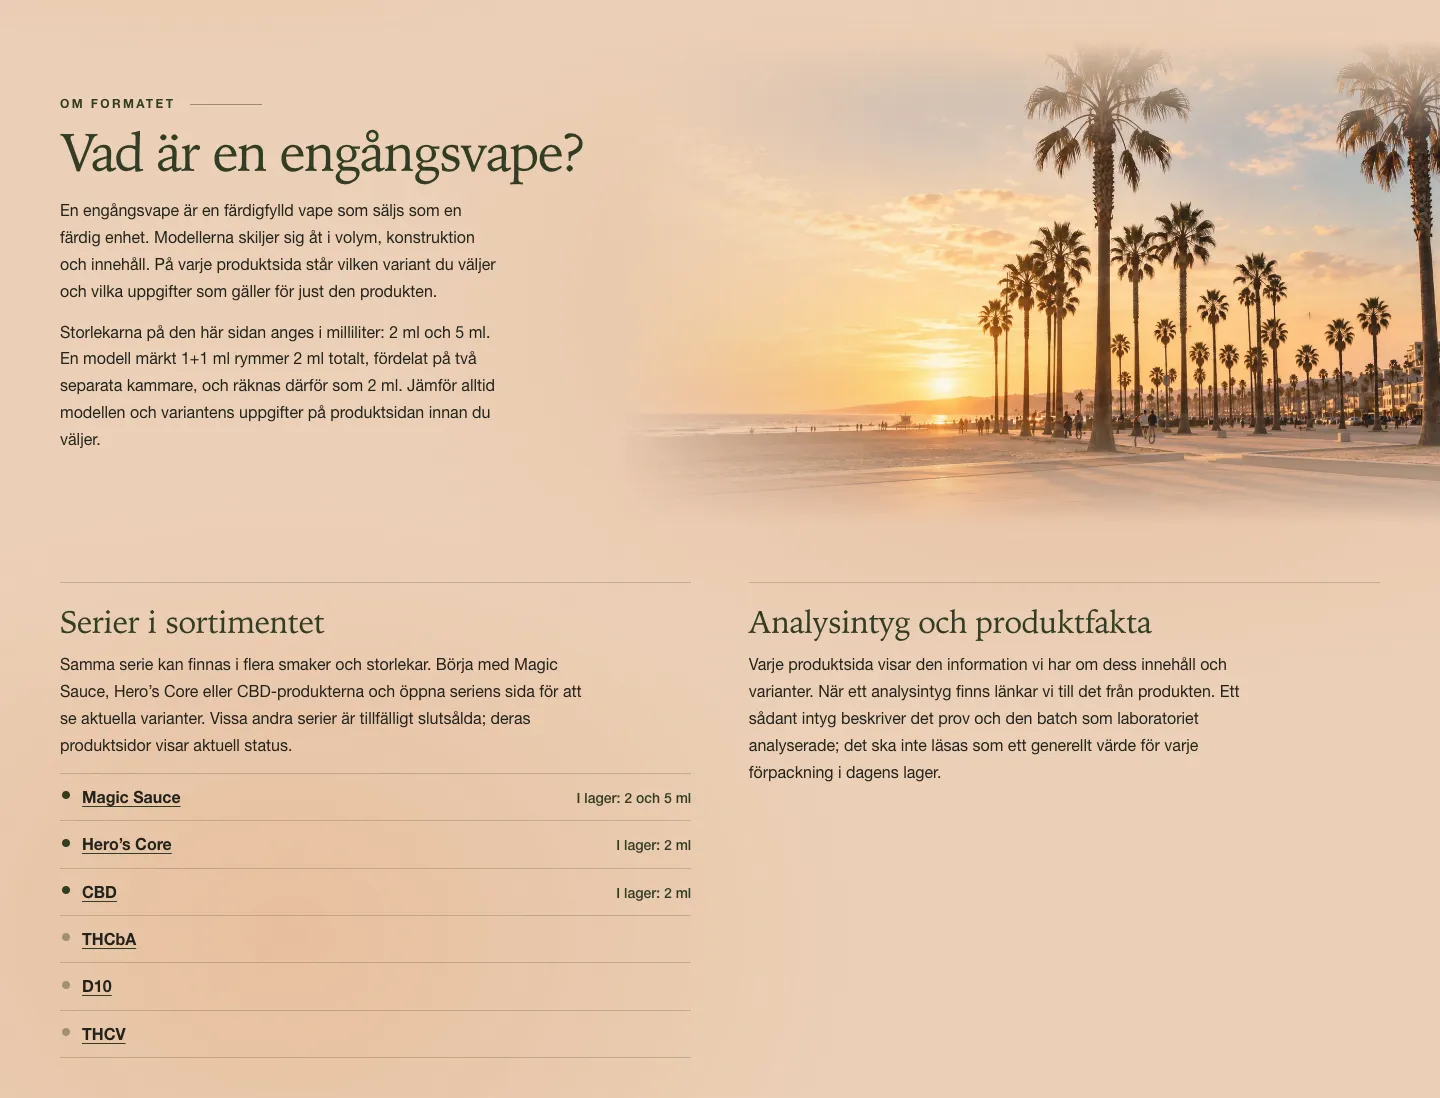 OM FORMATET
Vad är en engångsvape?
En engångsvape är en färdigfylld vape som säljs som en
färdig enhet. Modellerna skiljer sig åt i volym, konstruktion
och innehåll. På varje produktsida står vilken variant du väljer
och vilka uppgifter som gäller för just den produkten.
Storlekarna på den här sidan anges i milliliter: 2 ml och 5 ml.
En modell märkt 1+1 ml rymmer 2 ml totalt, fördelat på två
separata kammare, och räknas därför som 2 ml. Jämför alltid
modellen och variantens uppgifter på produktsidan innan du
väljer.
Serier i sortimentet
Samma serie kan finnas i flera smaker och storlekar. Börja med Magic
Sauce, Hero’s Core eller CBD-produkterna och öppna seriens sida för att
se aktuella varianter. Vissa andra serier är tillfälligt slutsålda; deras
produktsidor visar aktuell status.
Magic Sauce I lager: 2 och 5 ml
Hero’s Core I lager: 2 ml
CBD I lager: 2 ml
THCbA
D10
THCV
Analysintyg och produktfakta
Varje produktsida visar den information vi har om dess innehåll och
varianter. När ett analysintyg finns länkar vi till det från produkten. Ett
sådant intyg beskriver det prov och den batch som laboratoriet
analyserade; det ska inte läsas som ett generellt värde för varje
förpackning i dagens lager.